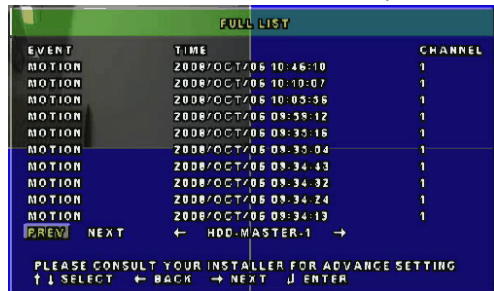 FULL LIST
EVENT TIME CHANNEL
MOTION 2008/OCT/06 10:46:10 1
MOTION 2008/OCT/06 10:10:07 1
MOTION 2008/OCT/06 10:05:56 1
MOTION 2008/OCT/06 09:59:12 1
MOTION 2008/OCT/06 09:35:16 1
MOTION 2008/OCT/06 09:35:04 1
MOTION 2008/OCT/06 09:34:43 1
MOTION 2008/OCT/06 09:34:32 1
MOTION 2008/OCT/06 09:34:24 1
MOTION 2008/OCT/06 09:34:13 1
PREV NEXT ← HDD-MASTER-1 →
PLEASE CONSULT YOUR INSTALLER FOR ADVANCE SETTING
↑↓ SELECT ← BACK → NEXT ↲ ENTER